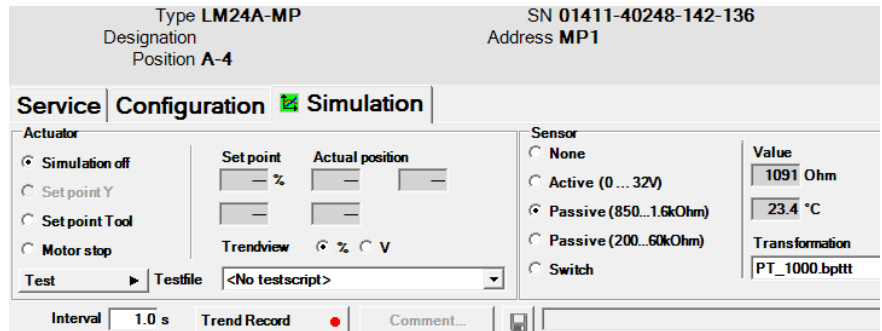 Type LM24A-MP SN 01411-40248-142-136
Designation Address MP1
Position A-4
Service Configuration Simulation
Actuator Sensor
Simulation off Set point Actual position None Value
— % — — 1091 Ohm
Set point Y Active (0 ... 32V)
Set point Tool — — Passive (850...1.6kOhm) 23.4 °C
Motor stop Trendview % V Passive (200...60kOhm) Transformation
Test Testfile <No testscript> Switch PT_1000.bpttt
Interval 1.0 s Trend Record Comment...